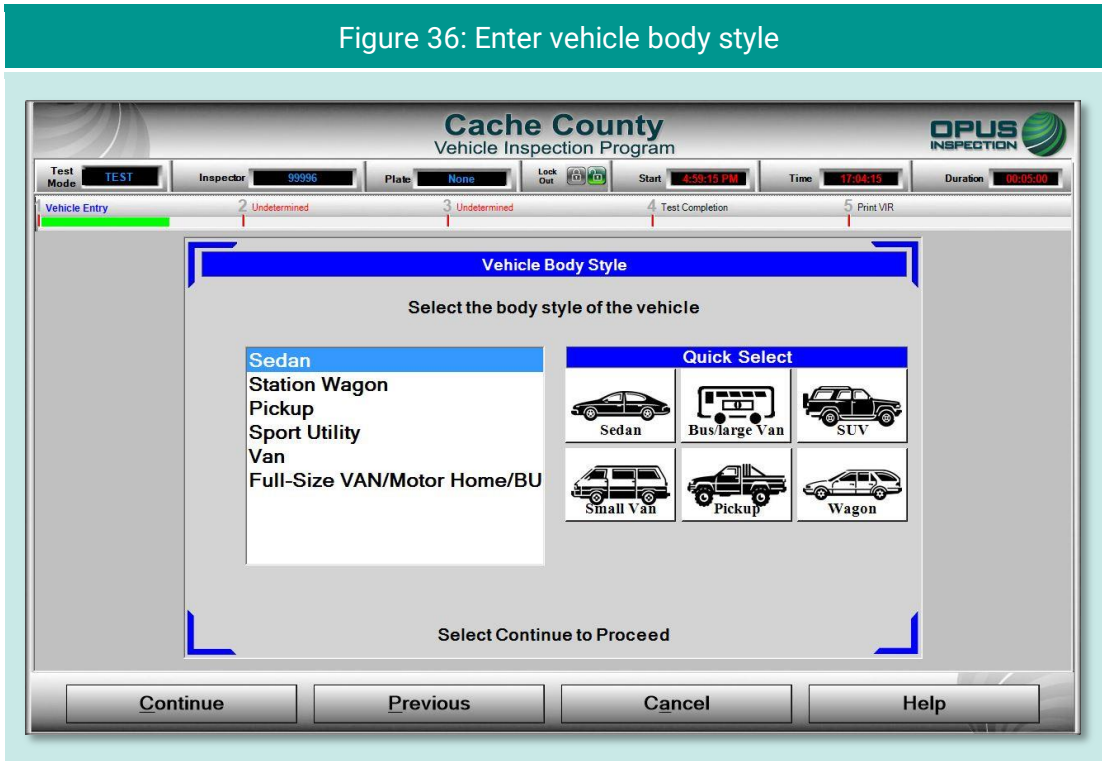 Figure 36: Enter vehicle body style
Cache County
Vehicle Inspection Program
OPUS
INSPECTION
Test Mode TEST Inspector 99996 Plate None Lock Out Start 4:59:15 PM Time 17:04:15 Duration 00:05:00
1 Vehicle Entry 2 Undetermined 3 Undetermined 4 Test Completion 5 Print VIR
Vehicle Body Style
Select the body style of the vehicle
Sedan
Station Wagon
Pickup
Sport Utility
Van
Full-Size VAN/Motor Home/BU
Quick Select
Sedan Bus/large Van SUV
Small Van Pickup Wagon
Select Continue to Proceed
Continue Previous Cancel Help